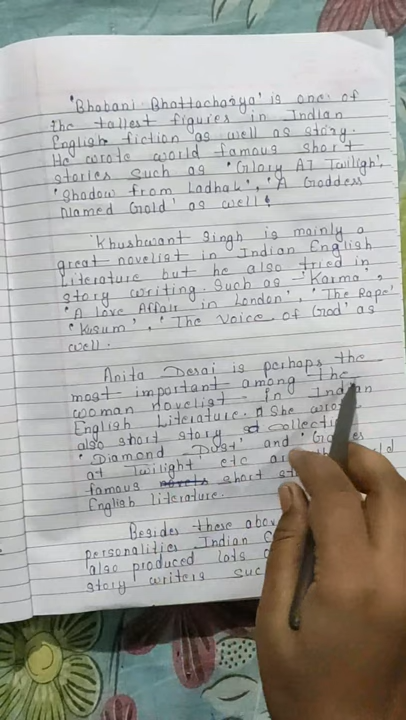 'Bhabani Bhattacharya' is one of
the tallest figures in Indian
English fiction as well as story.
He wrote world famous short
stories such as 'Glory AT Twiligh',
'Shadow from Ladhak', 'A Goddess
Named Gold' as well.
Khushwant Singh is mainly a
great novelist in Indian English
Literature but he also tried in
story writing. Such as - 'Karma',
'A love Affair in London', 'The Rape'
'Kusum', 'The Voice of God' as
well.
Anita Desai is perhaps the
most important among the
woman novelist in Indian
English Literature. She wrote
also short story collect
'Diamond Dust' and
at Twilight' etc
famous short
English literature.
Besides these abov
personalities Indian E
also produced lots
story writers suc